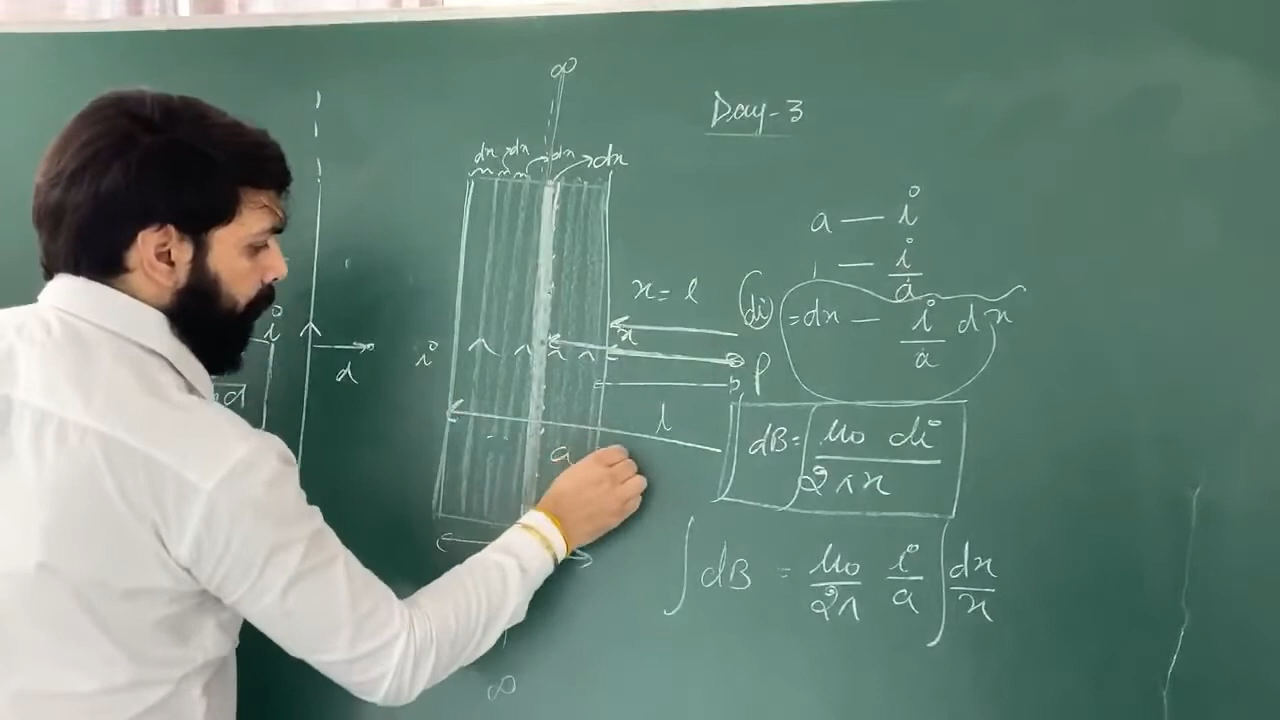 ∞
Day-3
dx dx dx dx
a — i
1 — i/a
x = l
di = dx — i/a dx
x
i
i
p
d
l
dB = μ0 di / 2πx
a
∫ dB = μ0/2π i/a ∫ dx/x
∞